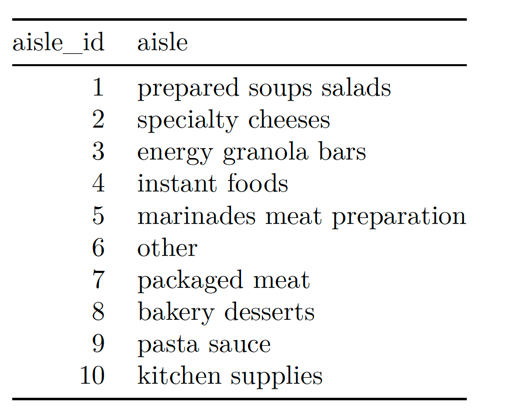 aisle_id aisle
1 prepared soups salads
2 specialty cheeses
3 energy granola bars
4 instant foods
5 marinades meat preparation
6 other
7 packaged meat
8 bakery desserts
9 pasta sauce
10 kitchen supplies